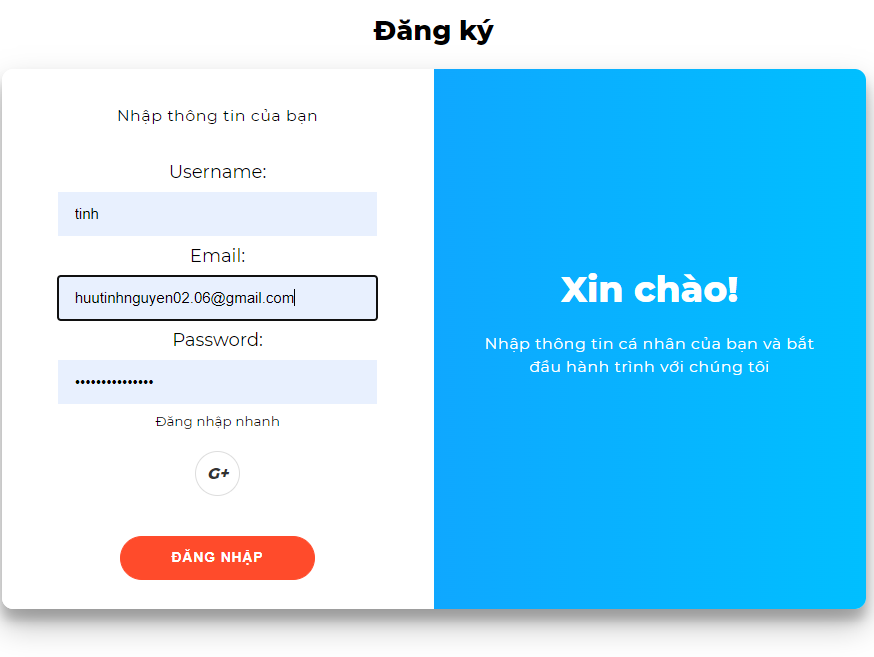 Đăng ký
Nhập thông tin của bạn
Username:
tinh
Email:
huutinhnguyen02.06@gmail.com
Password:
•••••••••••••••
Đăng nhập nhanh
G+
ĐĂNG NHẬP
Xin chào!
Nhập thông tin cá nhân của bạn và bắt
đầu hành trình với chúng tôi